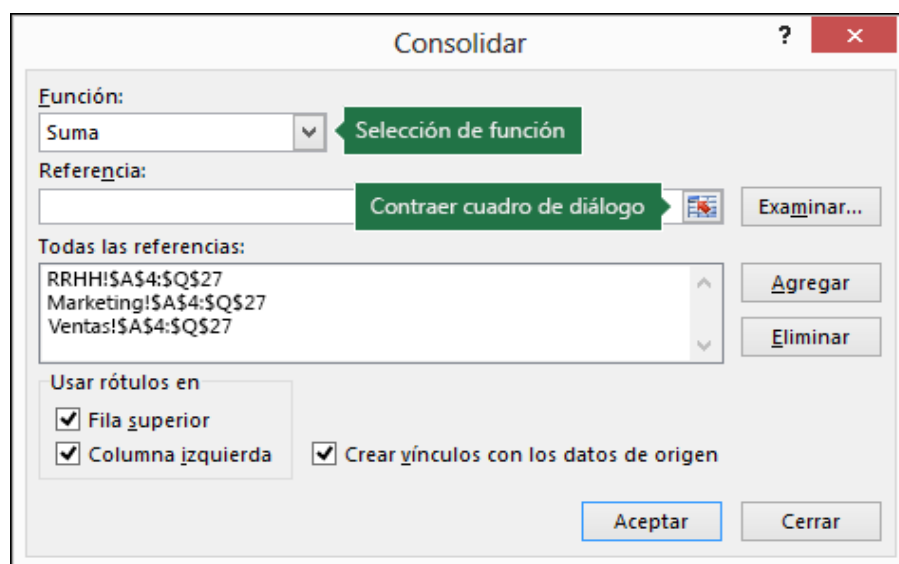 Consolidar
?
Función:
Suma
Selección de función
Referencia:
Contraer cuadro de diálogo
Examinar...
Todas las referencias:
RRHH!$A$4:$Q$27
Marketing!$A$4:$Q$27
Ventas!$A$4:$Q$27
Agregar
Eliminar
Usar rótulos en
Fila superior
Columna izquierda
Crear vínculos con los datos de origen
Aceptar
Cerrar